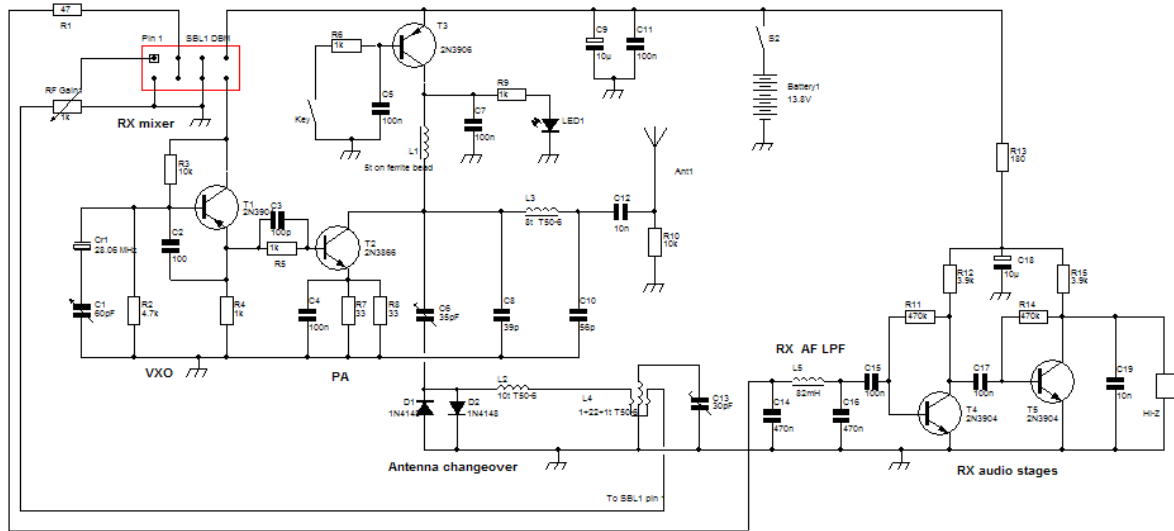 47
R1
Pin 1
SBL1 DBM
RF Gain
1k
RX mixer
R6
1k
T3
2N3906
C9
10µ
C11
100n
S2
Battery1
13.8V
C5
100n
Key
R9
1k
C7
100n
LED1
L1
5t on ferrite bead
Ant1
R13
180
R3
10k
T1
2N3904
C3
100p
1k
R5
T2
2N3866
L3
8t T50-6
C12
10n
R10
10k
Cr1
28.06 MHz
C2
100
C1
60pF
R2
4.7k
R4
1k
C4
100n
R7
33
R8
33
C6
35pF
C8
39p
C10
56p
VXO
PA
R12
3.9k
C18
10µ
R15
3.9k
R11
470k
R14
470k
RX AF LPF
C15
100n
L5
82mH
C17
100n
C19
10n
HI-Z
C14
470n
C16
470n
T4
2N3904
T5
2N3904
D1
1N4148
D2
1N4148
L2
10t T50-6
L4
1+22+1t T50-6
C13
30pF
Antenna changeover
To SBL1 pin
RX audio stages